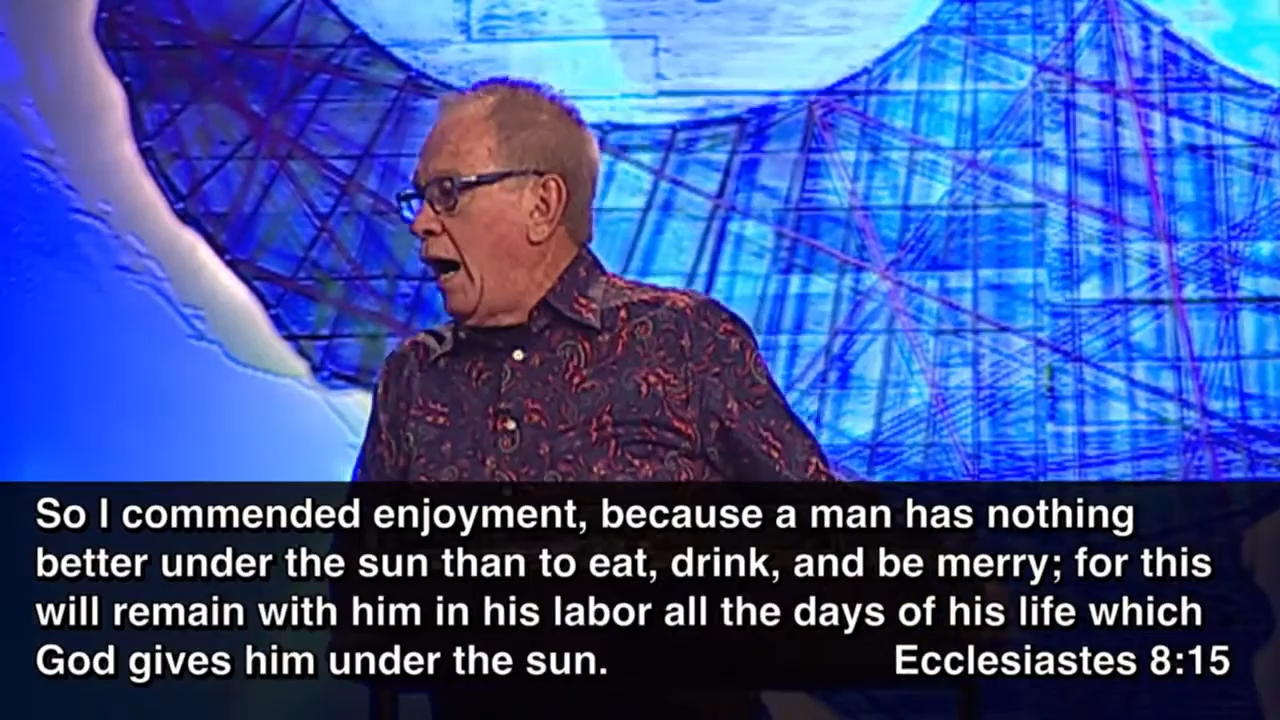 So I commended enjoyment, because a man has nothing
better under the sun than to eat, drink, and be merry; for this
will remain with him in his labor all the days of his life which
God gives him under the sun. Ecclesiastes 8:15